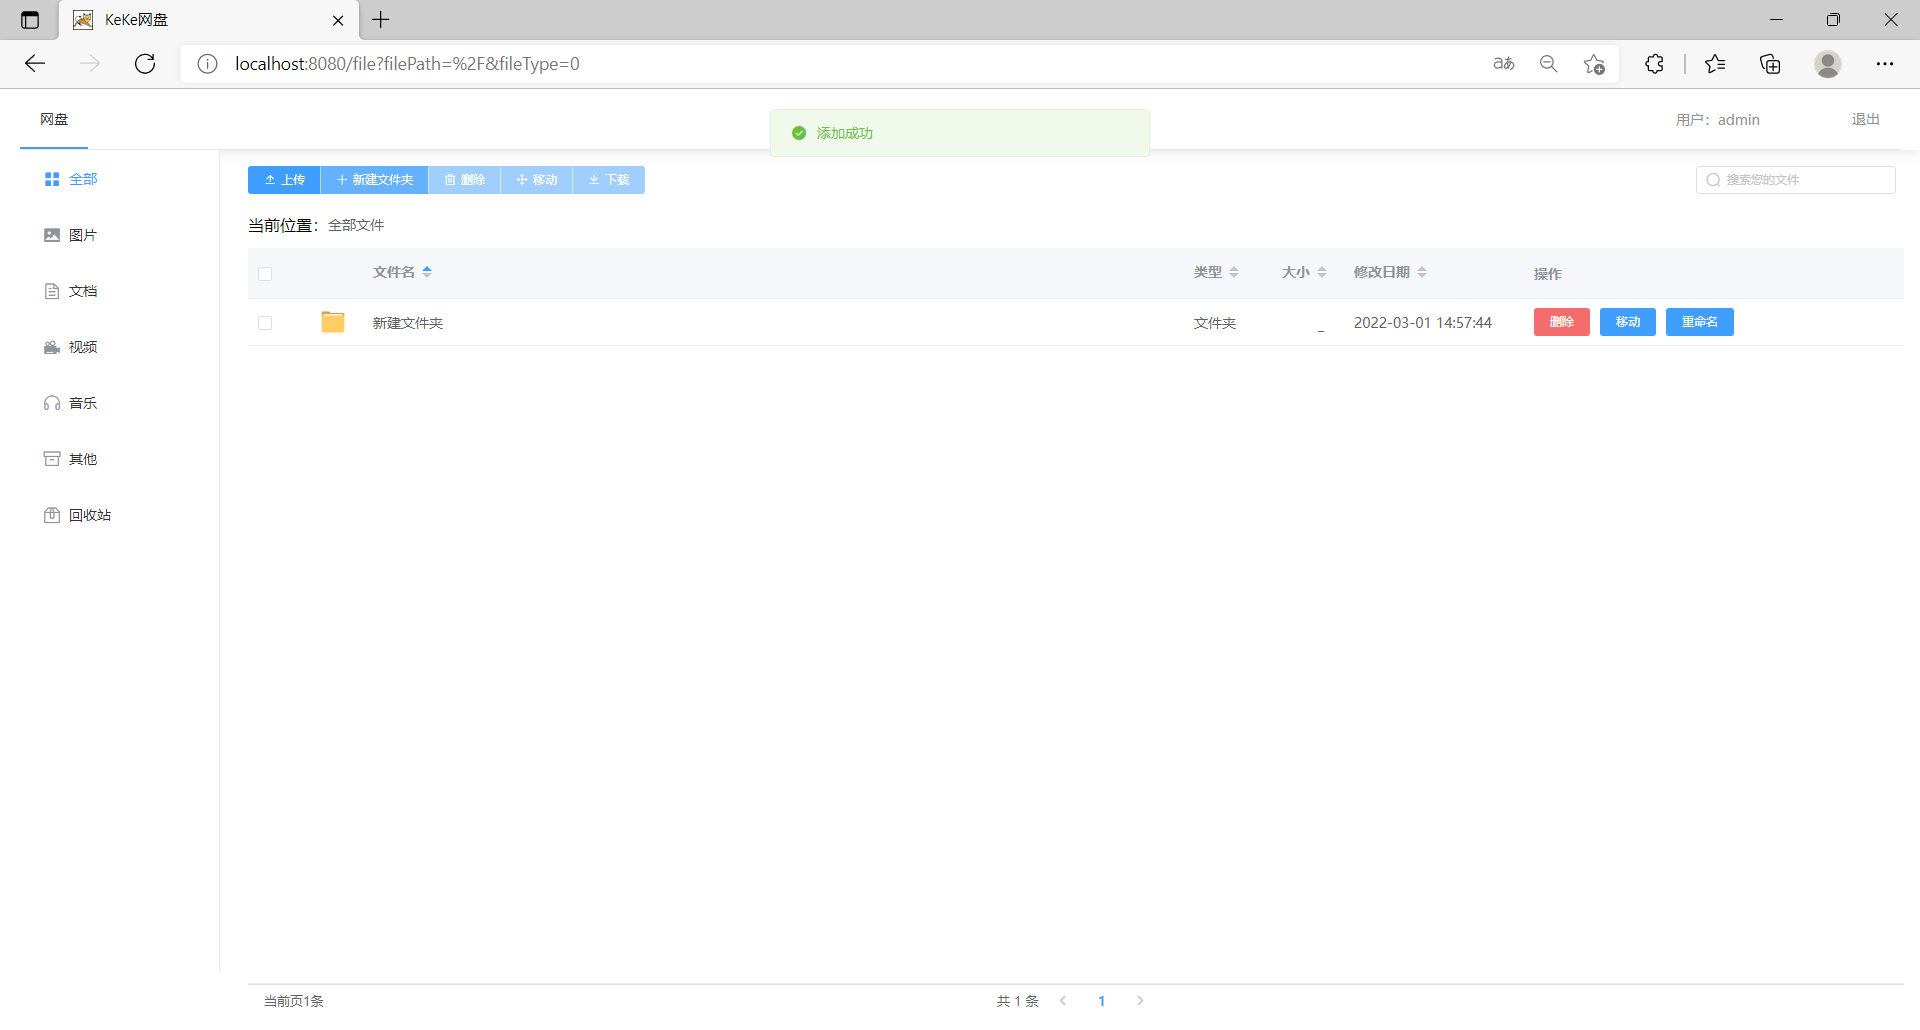 KeKe网盘
localhost:8080/file?filePath=%2F&fileType=0
aあ
网盘
添加成功
用户：admin
退出
全部
图片
文档
视频
音乐
其他
回收站
上传 新建文件夹 删除 移动 下载
搜索您的文件
当前位置：全部文件
文件名 类型 大小 修改日期 操作
新建文件夹 文件夹 _ 2022-03-01 14:57:44 删除 移动 重命名
当前页1条
共 1 条 1